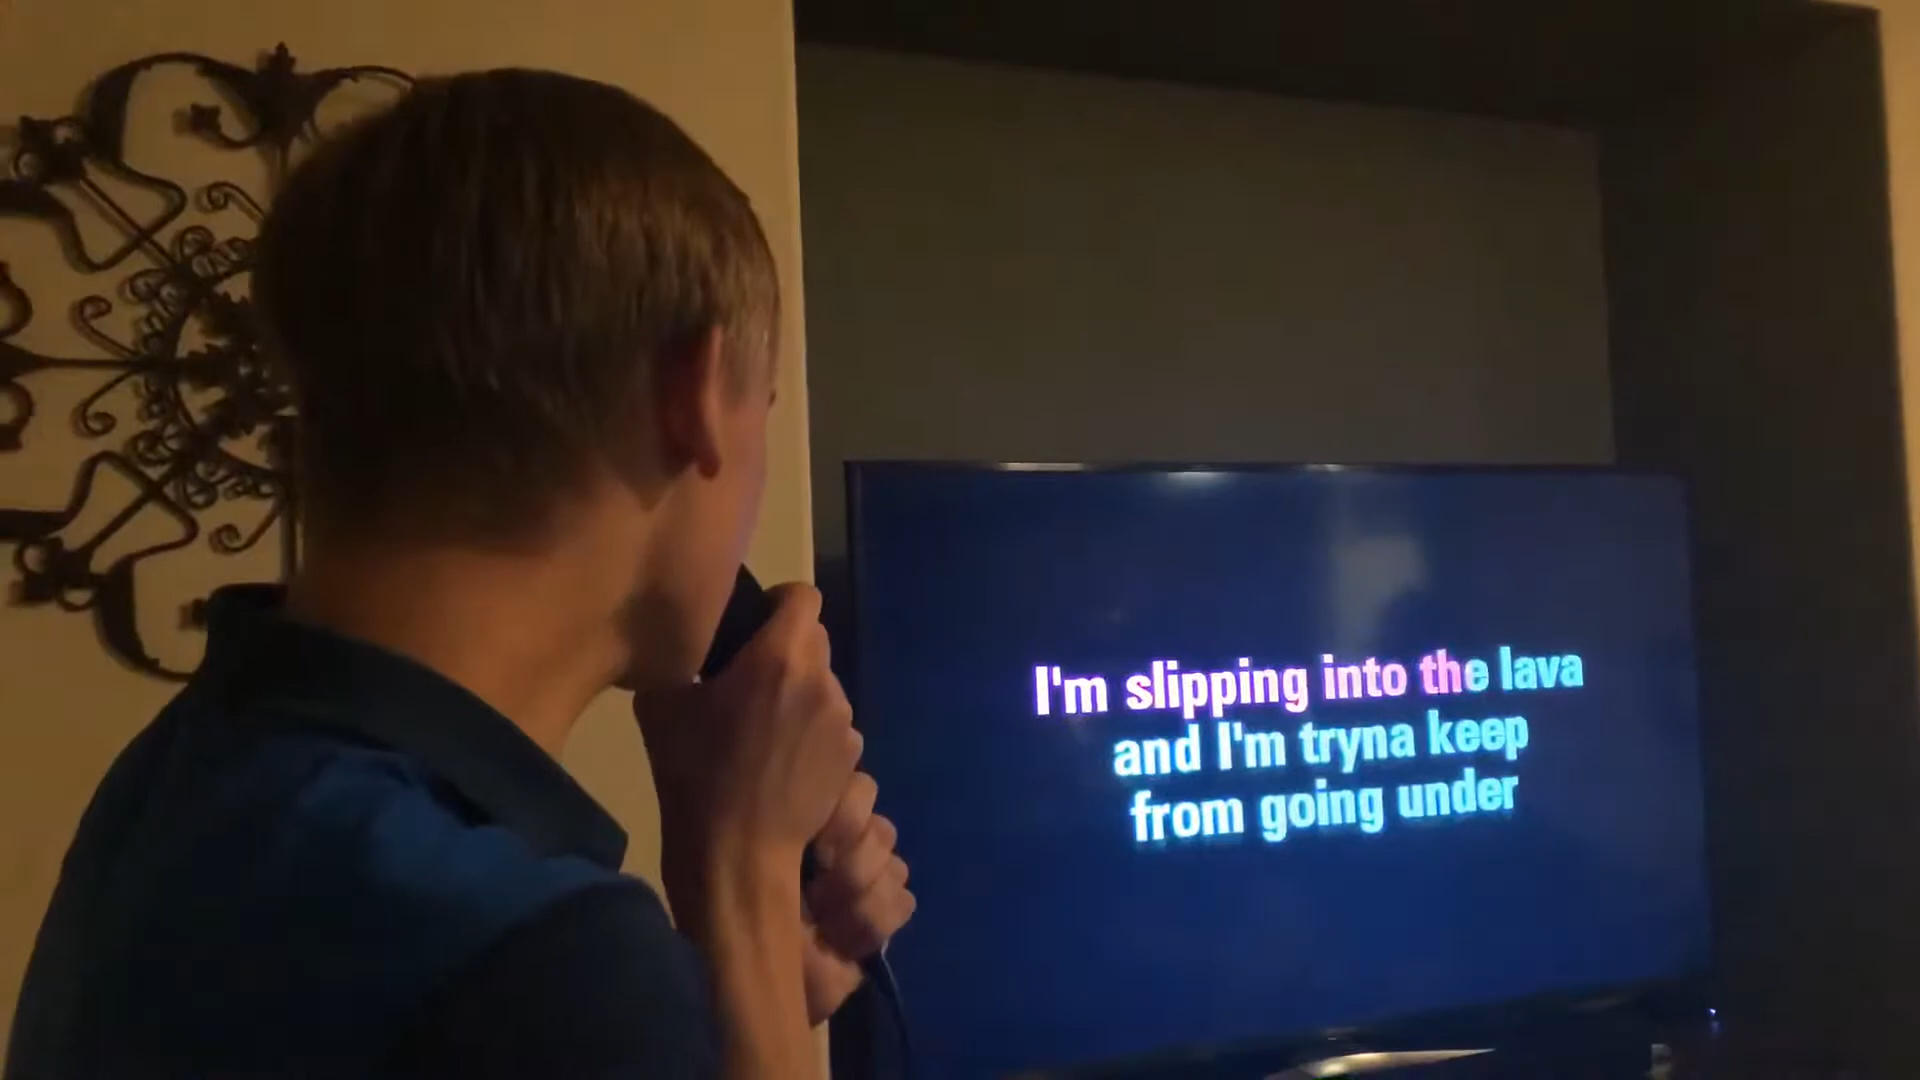 I'm slipping into the lava
and I'm tryna keep
from going under